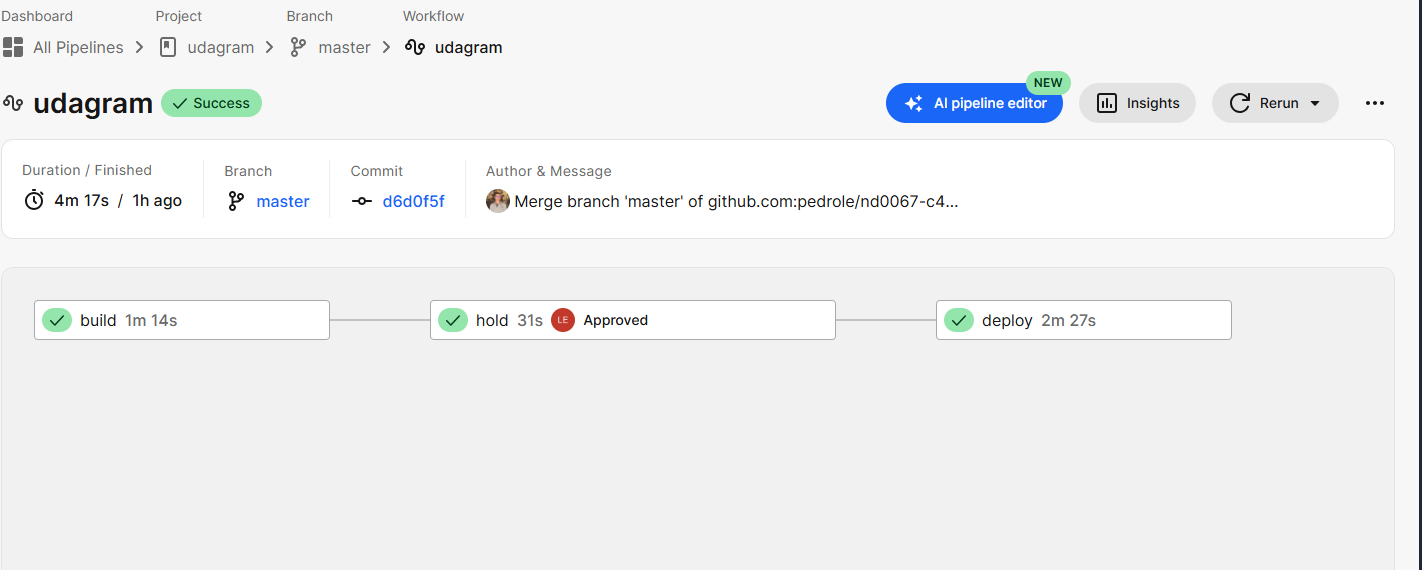 Dashboard Project Branch Workflow
All Pipelines udagram master udagram
udagram Success NEW AI pipeline editor Insights Rerun
Duration / Finished Branch Commit Author & Message
4m 17s / 1h ago master d6d0f5f Merge branch 'master' of github.com:pedrole/nd0067-c4...
build 1m 14s hold 31s LE Approved deploy 2m 27s